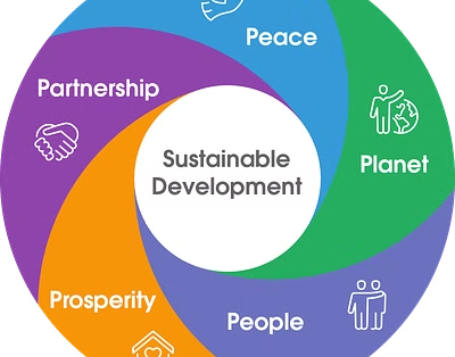 Peace
Partnership
Planet
Sustainable
Development
Prosperity
People